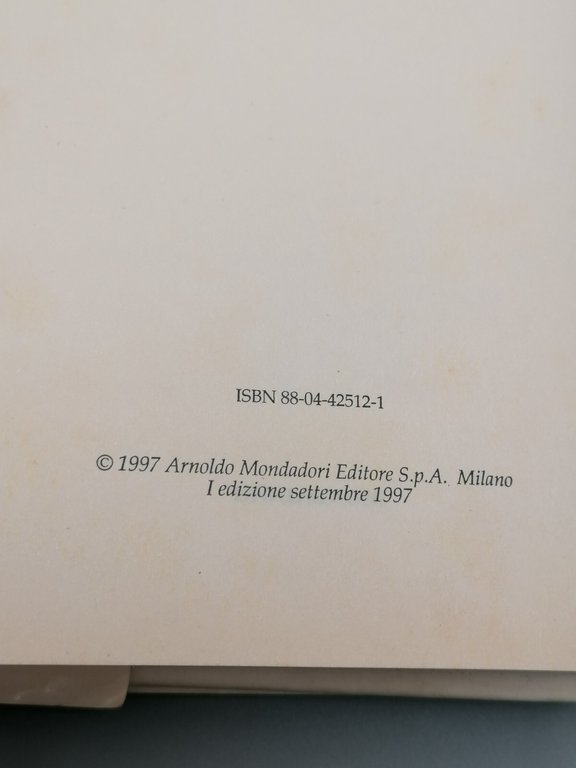 ISBN 88-04-42512-1
© 1997 Arnoldo Mondadori Editore S.p.A. Milano
I edizione settembre 1997